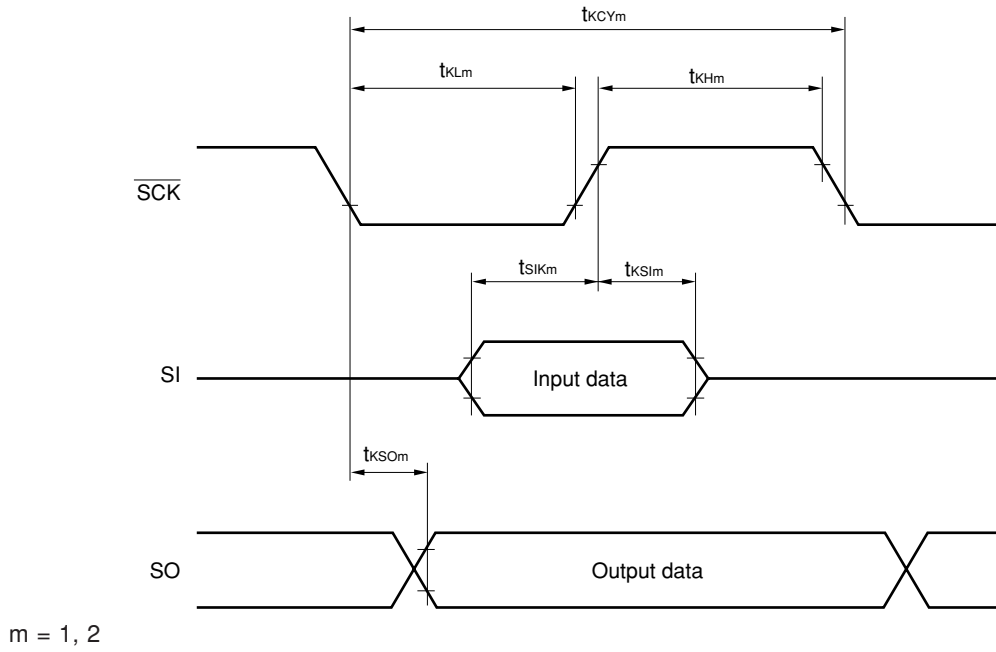 tKCYm
tKLm
tKHm
SCK
tSIKm
tKSIm
SI
Input data
tKSOm
SO
Output data
m = 1, 2